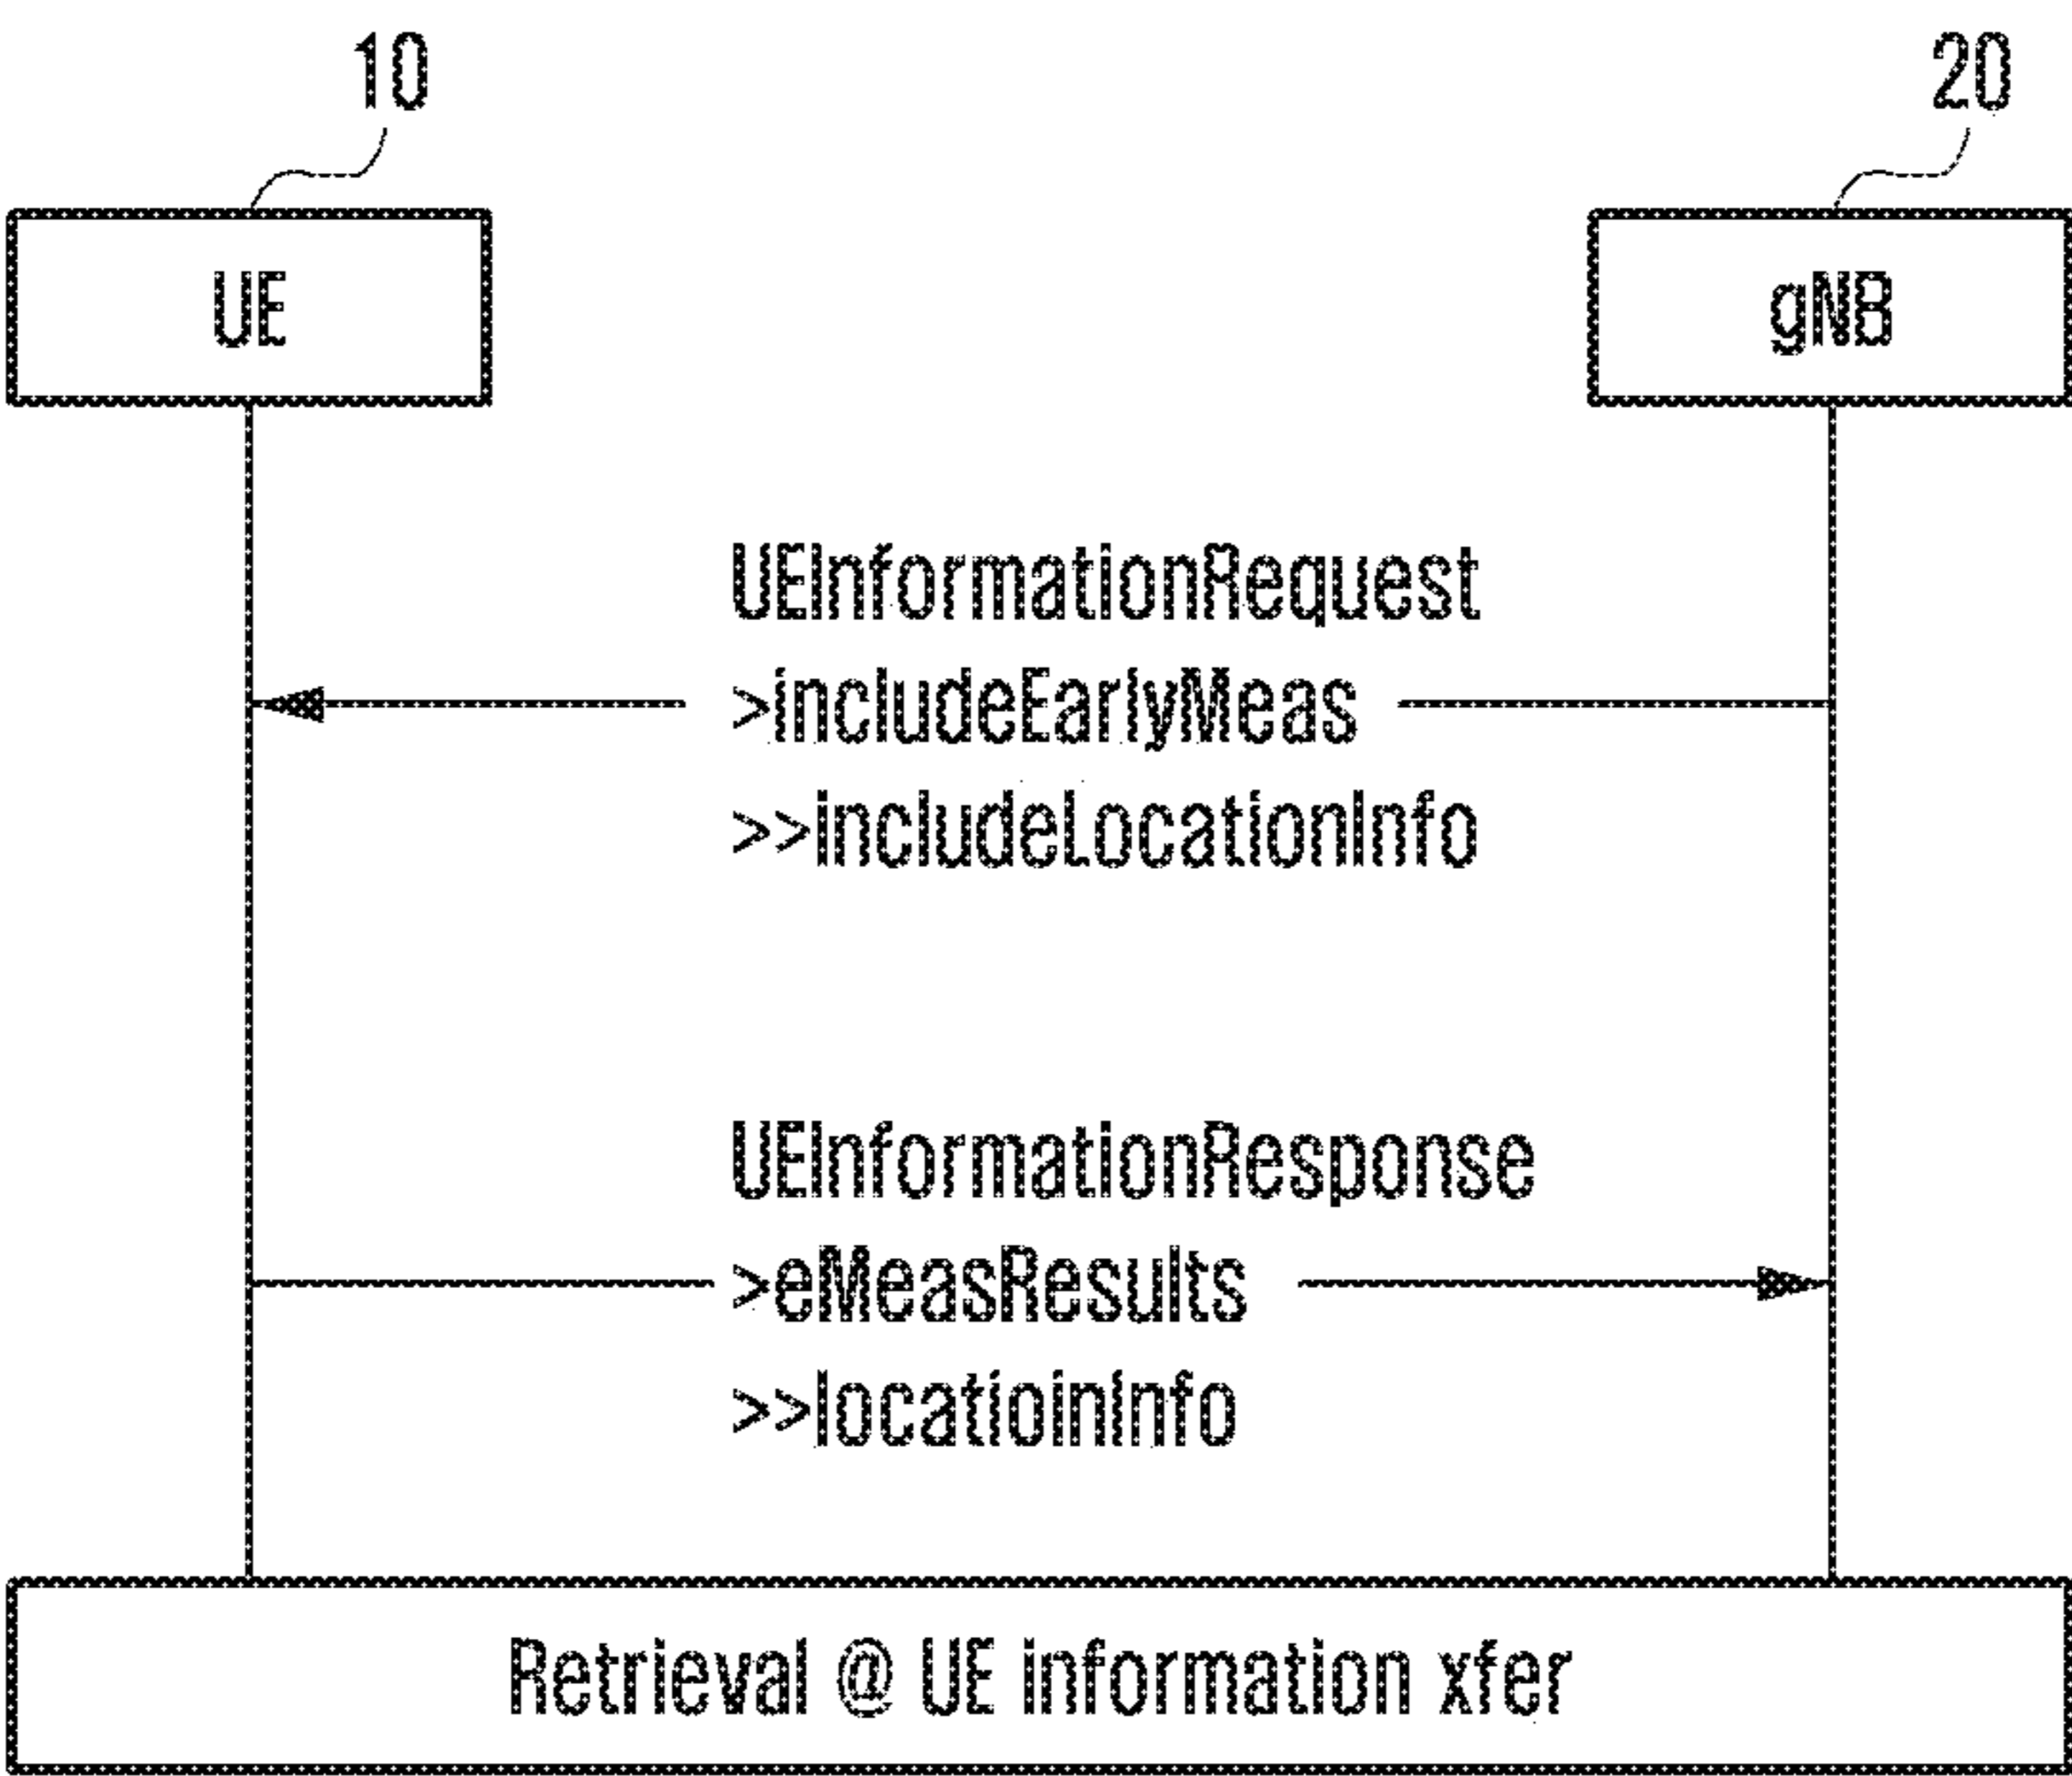 10
20
UE
gNB
UEInformationRequest
>includeEarlyMeas
>>includeLocationInfo
UEInformationResponse
>eMeasResults
>>locatioinInfo
Retrieval @ UE information xfer